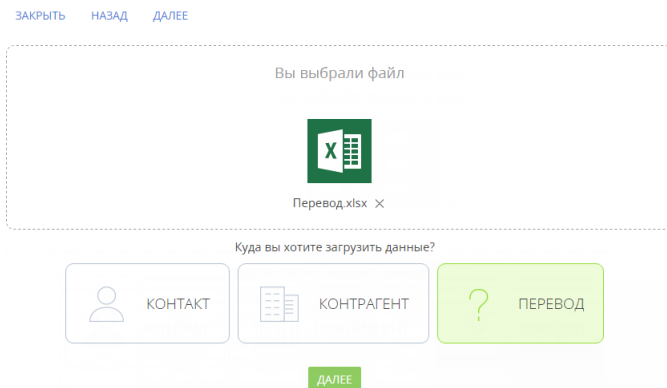 ЗАКРЫТЬ НАЗАД ДАЛЕЕ
Вы выбрали файл
Перевод.xlsx
Куда вы хотите загрузить данные?
КОНТАКТ КОНТРАГЕНТ ПЕРЕВОД
ДАЛЕЕ